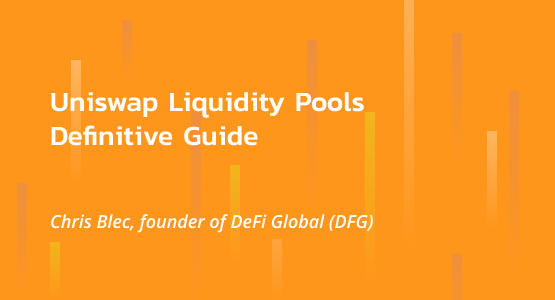 Uniswap Liquidity Pools
Definitive Guide
Chris Blec, founder of DeFi Global (DFG)